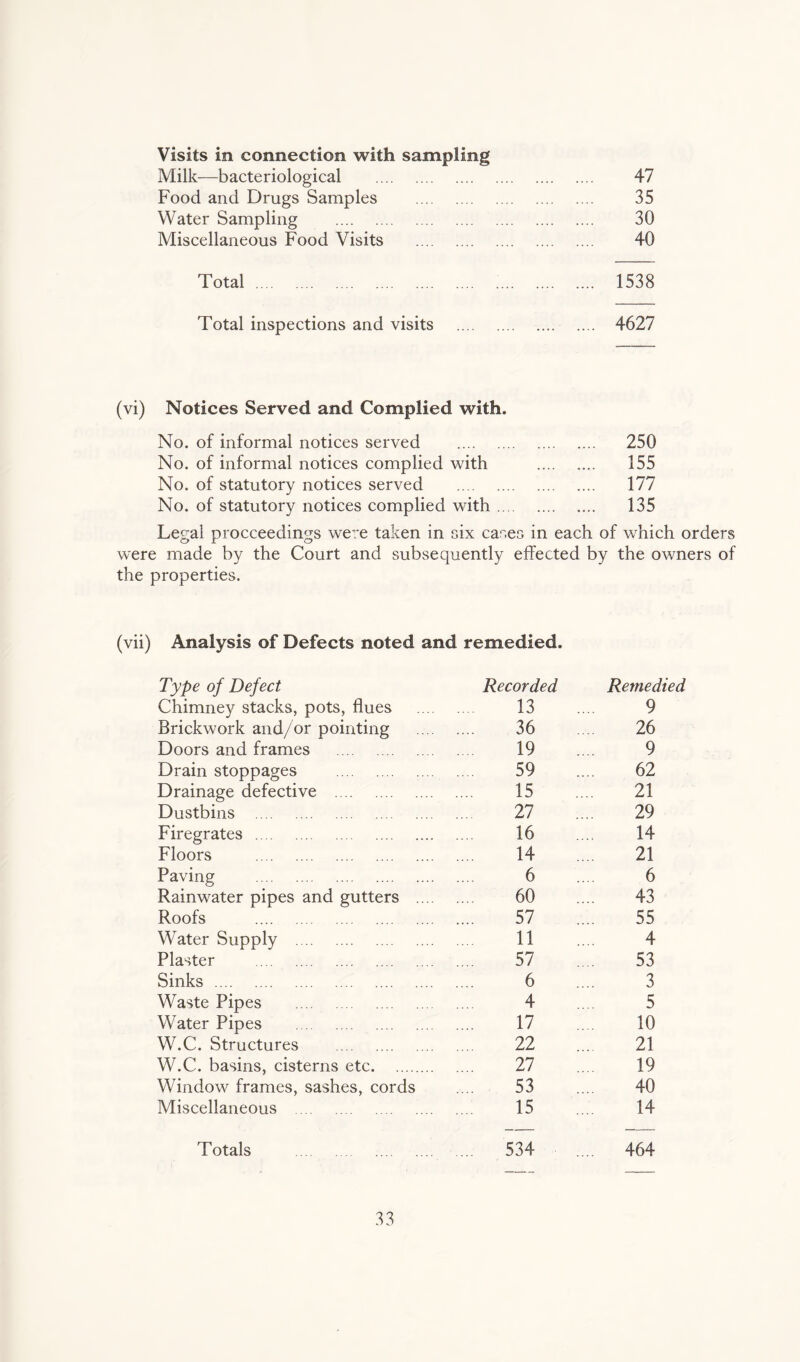 Visits in connection with sampling
Milk—bacteriological .... .... .... .... .... .... 47
Food and Drugs Samples .... .... .... .... .... 35
Water Sampling .... .... .... .... .... .... .... 30
Miscellaneous Food Visits .... .... .... .... .... 40
Total .... .... .... .... .... .... .... .... .... 1538
Total inspections and visits .... .... .... .... 4627
(vi) Notices Served and Complied with.
No. of informal notices served .... .... .... .... 250
No. of informal notices complied with .... .... 155
No. of statutory notices served .... .... .... .... 177
No. of statutory notices complied with .... .... .... 135
Legal procceedings were taken in six cases in each of which orders
were made by the Court and subsequently effected by the owners of
the properties.
(vii) Analysis of Defects noted and remedied.
Type of Defect Recorded Remedied
Chimney stacks, pots, flues .... .... 13 .... 9
Brickwork and/or pointing .... .... 36 .... 26
Doors and frames .... .... .... .... 19 .... 9
Drain stoppages .... .... .... .... 59 .... 62
Drainage defective .... .... .... .... 15 .... 21
Dustbins .... .... .... .... .... .... 27 .... 29
Firegrates .... .... .... .... .... .... 16 .... 14
Floors .... .... .... .... .... .... 14 .... 21
Paving .... .... .... .... .... .... 6 .... 6
Rainwater pipes and gutters .... .... 60 .... 43
Roofs .... .... .... .... .... .... 57 .... 55
Water Supply .... .... .... .... .... 11 .... 4
Plaster .... .... .... .... .... .... 57 .... 53
Sinks .... .... .... .... .... .... .... 6 .... 3
Waste Pipes .... .... .... .... .... 4 .... 5
Water Pipes .... .... .... .... .... 17 .... 10
W.C. Structures .... .... .... .... 22 .... 21
W.C. basins, cisterns etc. .... .... 27 .... 19
Window frames, sashes, cords .... 53 .... 40
Miscellaneous .... .... .... .... .... 15 .... 14
Totals .... .... .... .... .... 534 .... 464
33